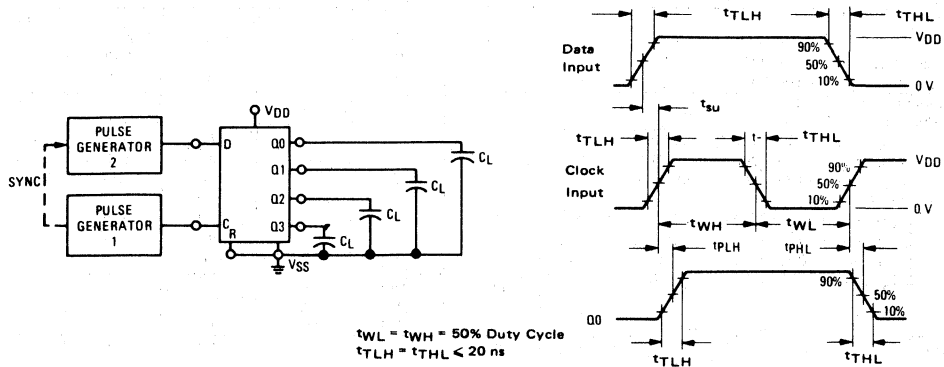 PULSE
GENERATOR
2
SYNC
PULSE
GENERATOR
1
VDD
D
Q0
Q1
Q2
Q3
C
R
VSS
CL
CL
CL
CL
tWL = tWH = 50% Duty Cycle
tTLH = tTHL ≤ 20 ns
tTLH
tTHL
Data
Input
90%
50%
10%
VDD
0 V
tsu
tTLH
t-
tTHL
Clock
Input
90%
50%
10%
VDD
0 V
tWH
tWL
tPLH
tPHL
Q0
90%
50%
10%
tTLH
tTHL